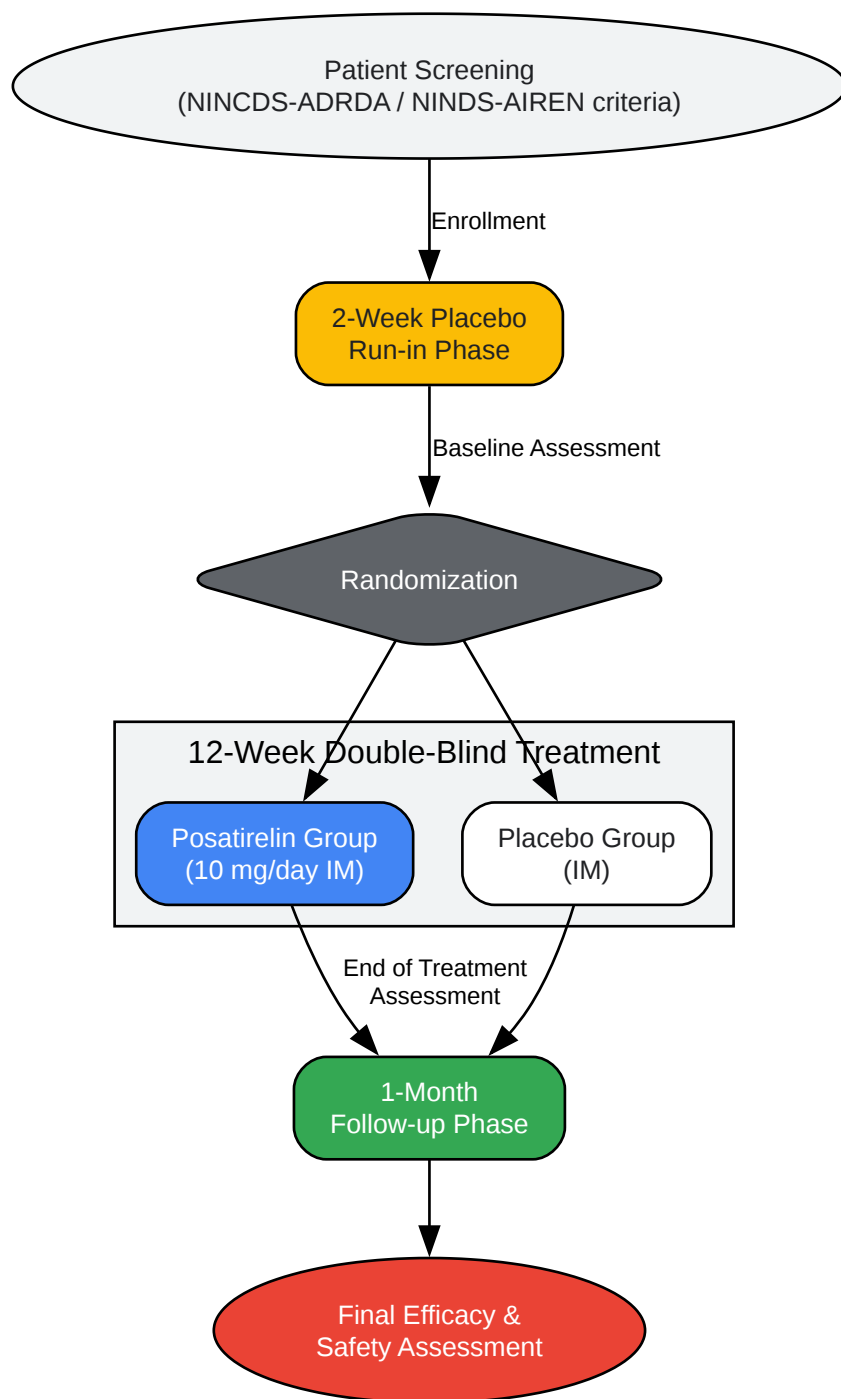 Patient Screening
(NINCDS-ADRDA / NINDS-AIREN criteria)
Enrollment
2-Week Placebo
Run-in Phase
Baseline Assessment
Randomization
12-Week Double-Blind Treatment
Posatirelin Group
(10 mg/day IM)
Placebo Group
(IM)
End of Treatment
Assessment
1-Month
Follow-up Phase
Final Efficacy &
Safety Assessment